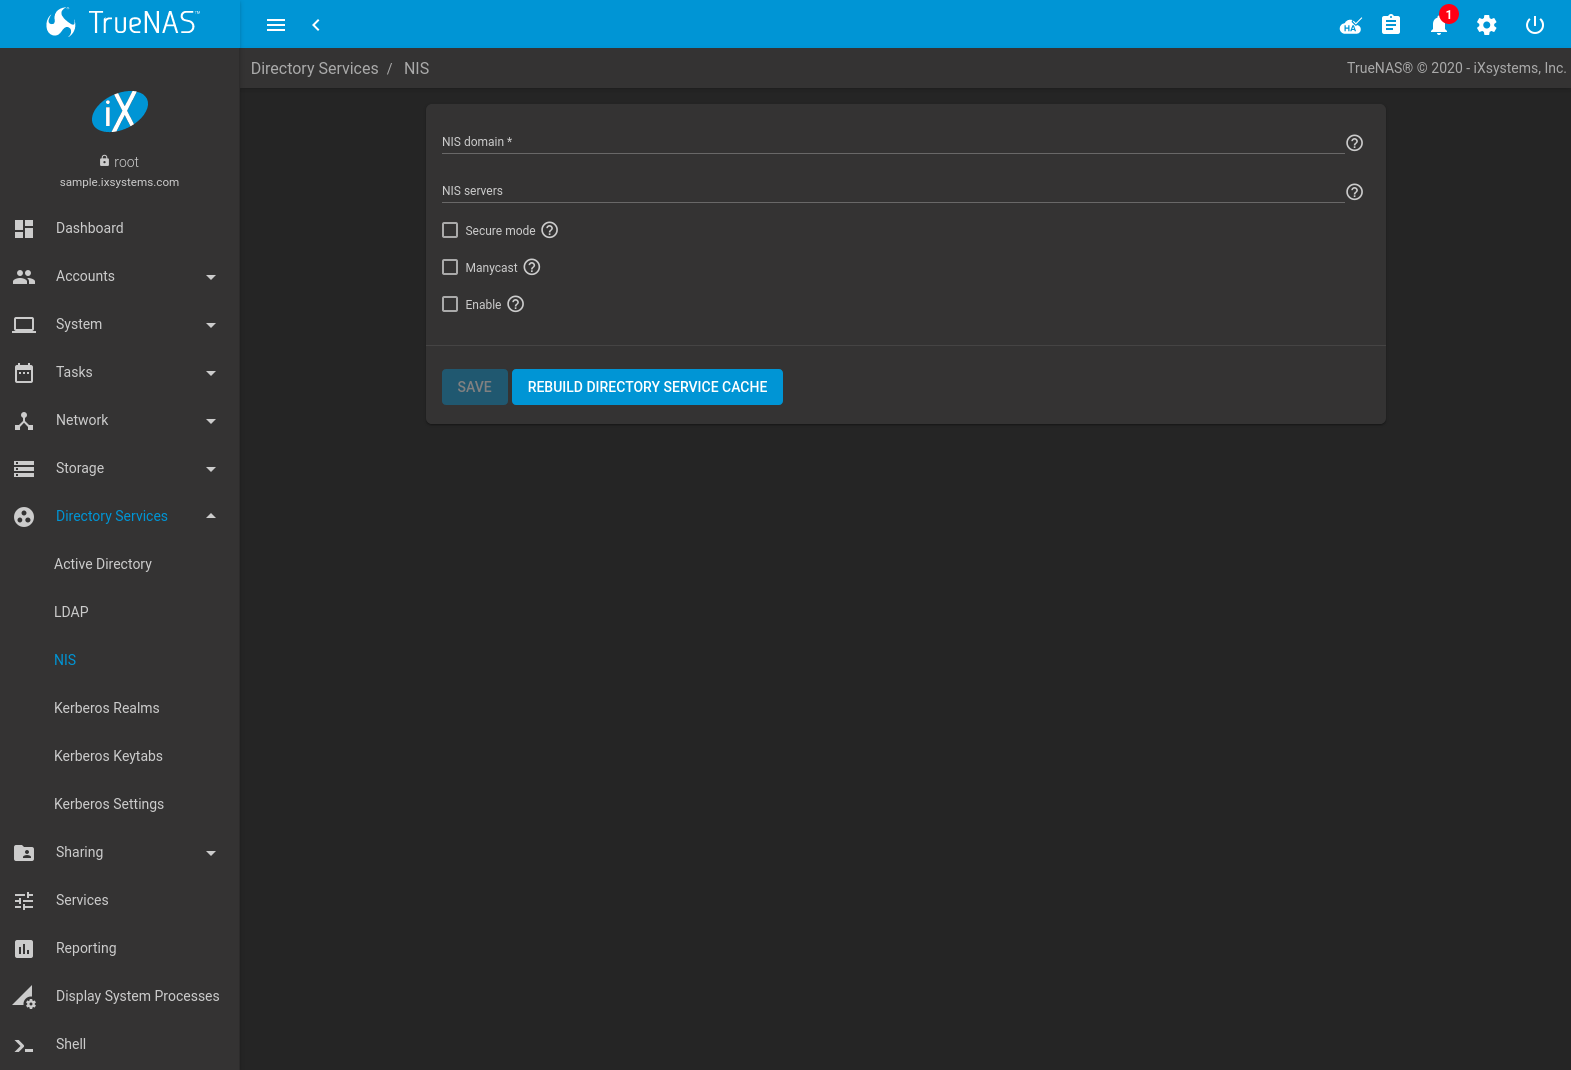 TrueNAS™
HA
1
Directory Services / NIS
TrueNAS® © 2020 - iXsystems, Inc.
iX
root
sample.ixsystems.com
Dashboard
Accounts
System
Tasks
Network
Storage
Directory Services
Active Directory
LDAP
NIS
Kerberos Realms
Kerberos Keytabs
Kerberos Settings
Sharing
Services
Reporting
Display System Processes
Shell
NIS domain *
NIS servers
Secure mode
Manycast
Enable
SAVE REBUILD DIRECTORY SERVICE CACHE